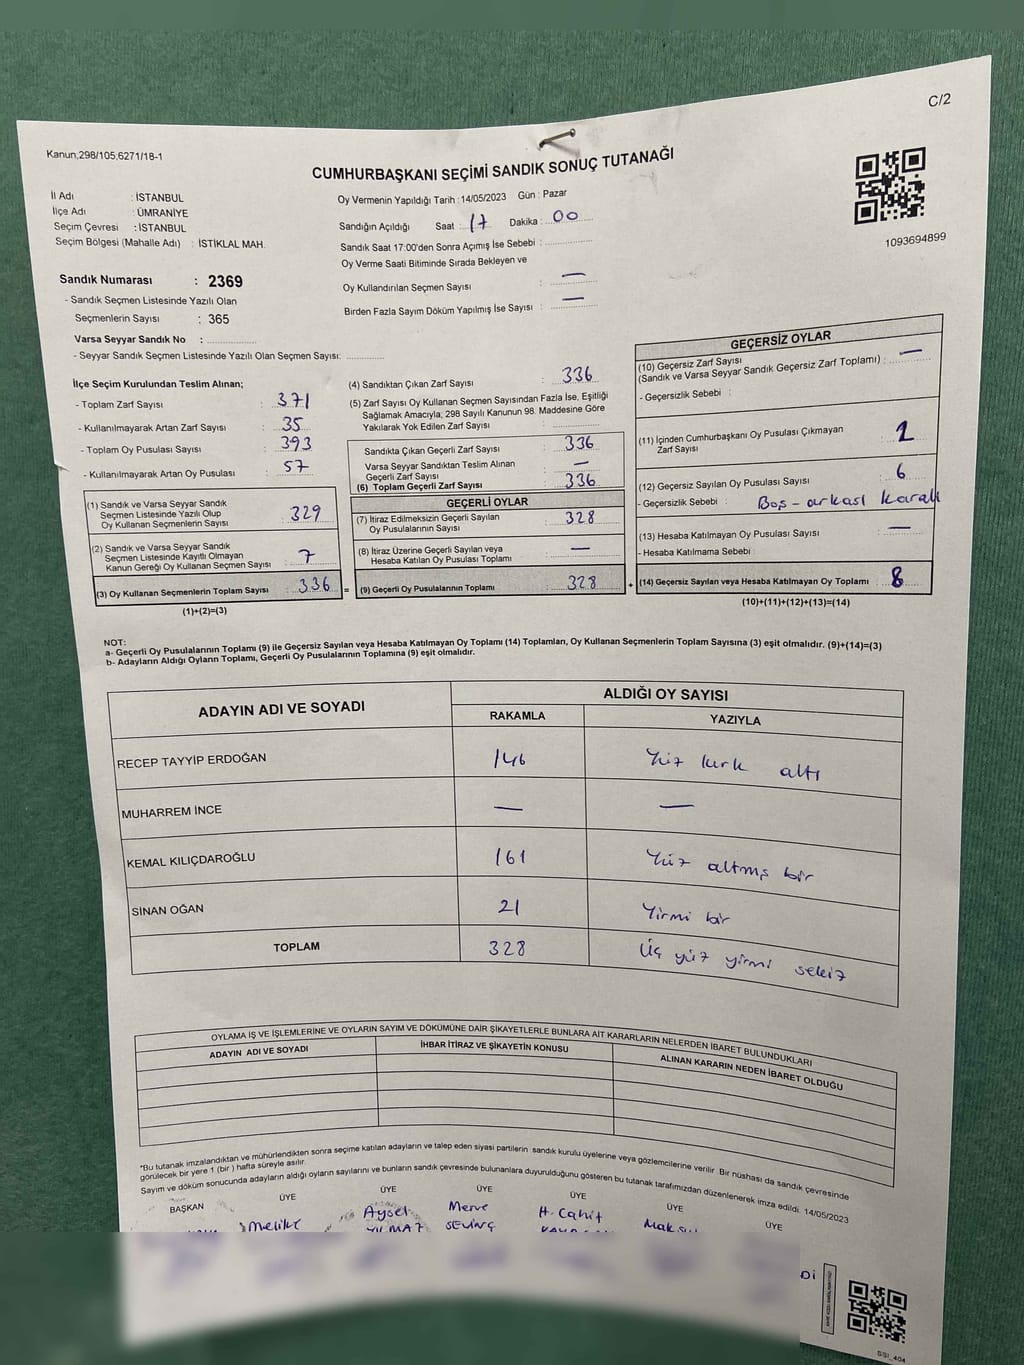 C/2
Kanun,298/105,6271/18-1
CUMHURBAŞKANI SEÇİMİ SANDIK SONUÇ TUTANAĞI
1093694899
İl Adı : İSTANBUL
İlçe Adı : ÜMRANİYE
Seçim Çevresi : İSTANBUL
Seçim Bölgesi (Mahalle Adı) : İSTİKLAL MAH.
Oy Vermenin Yapıldığı Tarih : 14/05/2023 Gün : Pazar
Sandığın Açıldığı Saat : 17 Dakika : 00
Sandık Saat 17:00'den Sonra Açımış İse Sebebi :
Oy Verme Saati Bitiminde Sırada Bekleyen ve
Oy Kullandırılan Seçmen Sayısı : —
Birden Fazla Sayım Döküm Yapılmış İse Sayısı : —
Sandık Numarası : 2369
- Sandık Seçmen Listesinde Yazılı Olan
Seçmenlerin Sayısı : 365
Varsa Seyyar Sandık No :
- Seyyar Sandık Seçmen Listesinde Yazılı Olan Seçmen Sayısı:
İlçe Seçim Kurulundan Teslim Alınan;
- Toplam Zarf Sayısı : 371
- Kullanılmayarak Artan Zarf Sayısı : 35
- Toplam Oy Pusulası Sayısı : 393
- Kullanılmayarak Artan Oy Pusulası : 57
(1) Sandık ve Varsa Seyyar Sandık
Seçmen Listesinde Yazılı Olup
Oy Kullanan Seçmenlerin Sayısı : 329
(2) Sandık ve Varsa Seyyar Sandık
Seçmen Listesinde Kayıtlı Olmayan
Kanun Gereği Oy Kullanan Seçmen Sayısı : 7
(3) Oy Kullanan Seçmenlerin Toplam Sayısı : 336 =
(1)+(2)=(3)
(4) Sandıktan Çıkan Zarf Sayısı : 336
(5) Zarf Sayısı Oy Kullanan Seçmen Sayısından Fazla İse, Eşitliği
Sağlamak Amacıyla; 298 Sayılı Kanunun 98. Maddesine Göre
Yakılarak Yok Edilen Zarf Sayısı :
Sandıkta Çıkan Geçerli Zarf Sayısı : 336
Varsa Seyyar Sandıktan Teslim Alınan
Geçerli Zarf Sayısı : —
(6) Toplam Geçerli Zarf Sayısı : 336
GEÇERLİ OYLAR
(7) İtiraz Edilmeksizin Geçerli Sayılan
Oy Pusulalarının Sayısı : 328
(8) İtiraz Üzerine Geçerli Sayılan veya
Hesaba Katılan Oy Pusulası Toplamı : —
(9) Geçerli Oy Pusulalarının Toplamı : 328 +
GEÇERSİZ OYLAR
(10) Geçersiz Zarf Sayısı
(Sandık ve Varsa Seyyar Sandık Geçersiz Zarf Toplamı) : —
- Geçersizlik Sebebi :
(11) İçinden Cumhurbaşkanı Oy Pusulası Çıkmayan
Zarf Sayısı : 2
(12) Geçersiz Sayılan Oy Pusulası Sayısı : 6
- Geçersizlik Sebebi : Boş - arkası karalı
(13) Hesaba Katılmayan Oy Pusulası Sayısı : —
- Hesaba Katılmama Sebebi :
(14) Geçersiz Sayılan veya Hesaba Katılmayan Oy Toplamı : 8
(10)+(11)+(12)+(13)=(14)
NOT:
a- Geçerli Oy Pusulalarının Toplamı (9) ile Geçersiz Sayılan veya Hesaba Katılmayan Oy Toplamı (14) Toplamları, Oy Kullanan Seçmenlerin Toplam Sayısına (3) eşit olmalıdır. (9)+(14)=(3)
b- Adayların Aldığı Oyların Toplamı, Geçerli Oy Pusulalarının Toplamına (9) eşit olmalıdır.
ADAYIN ADI VE SOYADI ALDIĞI OY SAYISI
RAKAMLA YAZIYLA
RECEP TAYYİP ERDOĞAN 146 Yüz kırk altı
MUHARREM İNCE — —
KEMAL KILIÇDAROĞLU 161 Yüz altmış bir
SİNAN OĞAN 21 Yirmi bir
TOPLAM 328 Üç yüz yirmi sekiz
OYLAMA İŞ VE İŞLEMLERİNE VE OYLARIN SAYIM VE DÖKÜMÜNE DAİR ŞİKAYETLERLE BUNLARA AİT KARARLARIN NELERDEN İBARET BULUNDUKLARI
ADAYIN ADI VE SOYADI İHBAR İTİRAZ VE ŞİKAYETİN KONUSU ALINAN KARARIN NEDEN İBARET OLDUĞU
*Bu tutanak imzalandıktan ve mühürlendikten sonra seçime katılan adayların ve talep eden siyasi partilerin sandık kurulu üyelerine veya gözlemcilerine verilir Bir nüshası da sandık çevresinde
görülecek bir yere 1 (bir) hafta süreyle asılır.
Sayım ve döküm sonucunda adayların aldığı oyların sayılarını ve bunların sandık çevresinde bulunanlara duyurulduğunu gösteren bu tutanak tarafımızdan düzenlenerek imza edildi. 14/05/2023
BAŞKAN ÜYE ÜYE ÜYE ÜYE ÜYE ÜYE
Melike Aysel Merve H. Cahit
YILMAZ SEVİNÇ
Di
SSI_404